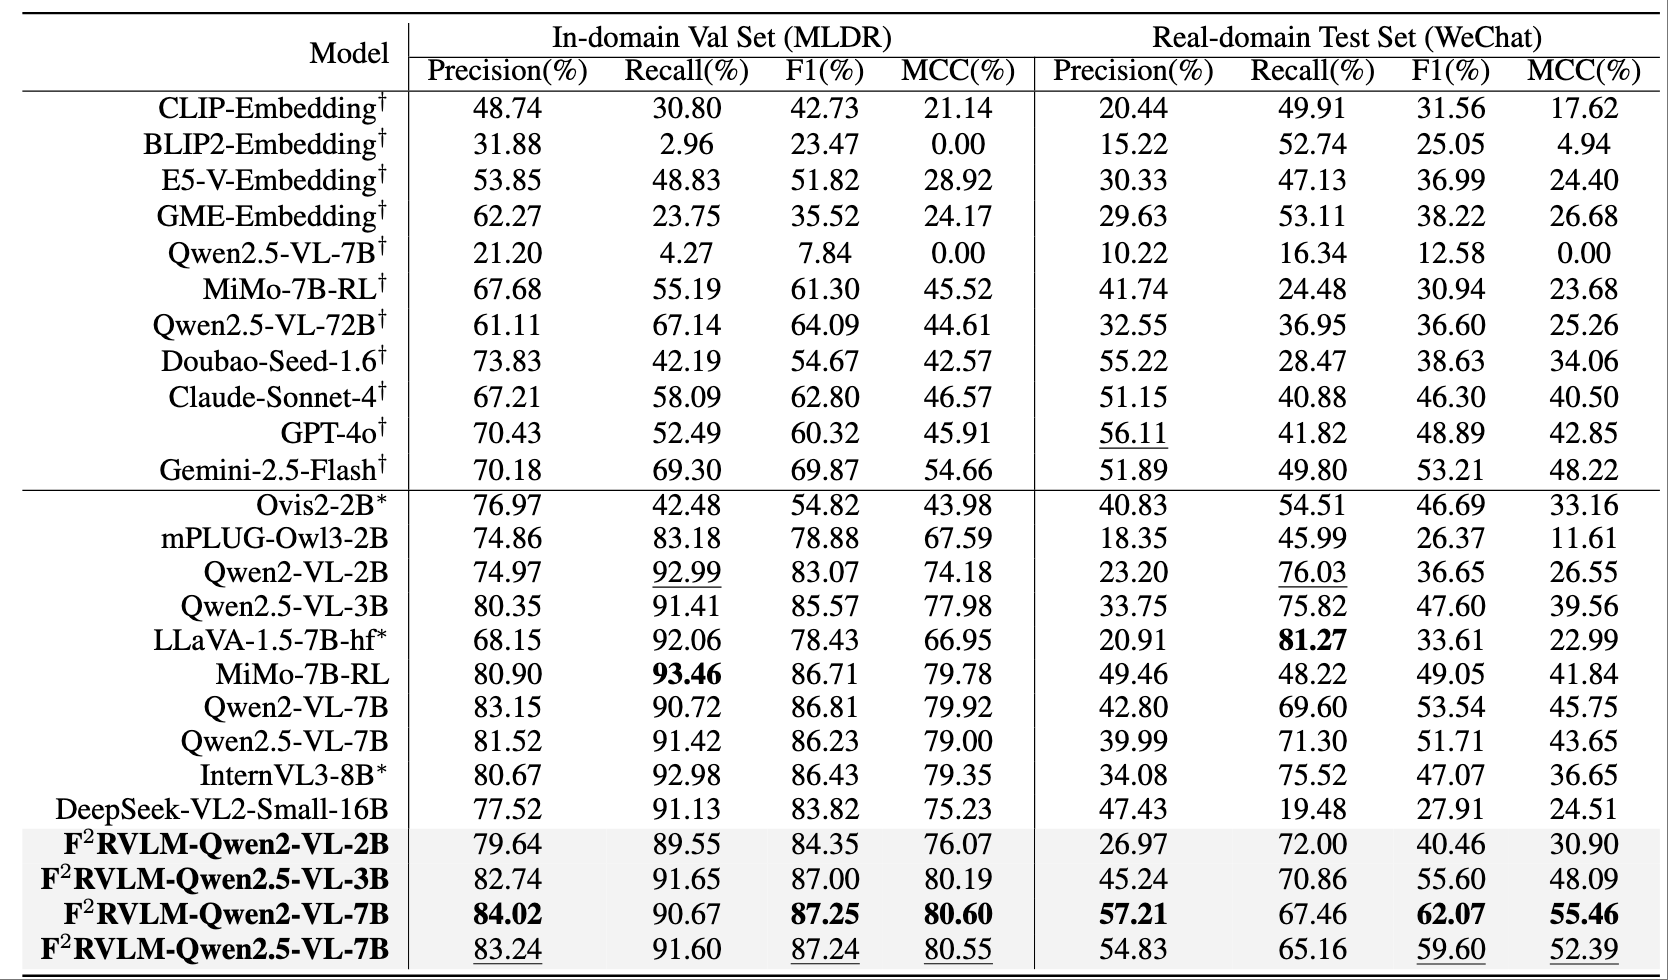 Model In-domain Val Set (MLDR) Real-domain Test Set (WeChat)
Precision(%) Recall(%) F1(%) MCC(%) Precision(%) Recall(%) F1(%) MCC(%)
CLIP-Embedding† 48.74 30.80 42.73 21.14 20.44 49.91 31.56 17.62
BLIP2-Embedding† 31.88 2.96 23.47 0.00 15.22 52.74 25.05 4.94
E5-V-Embedding† 53.85 48.83 51.82 28.92 30.33 47.13 36.99 24.40
GME-Embedding† 62.27 23.75 35.52 24.17 29.63 53.11 38.22 26.68
Qwen2.5-VL-7B† 21.20 4.27 7.84 0.00 10.22 16.34 12.58 0.00
MiMo-7B-RL† 67.68 55.19 61.30 45.52 41.74 24.48 30.94 23.68
Qwen2.5-VL-72B† 61.11 67.14 64.09 44.61 32.55 36.95 36.60 25.26
Doubao-Seed-1.6† 73.83 42.19 54.67 42.57 55.22 28.47 38.63 34.06
Claude-Sonnet-4† 67.21 58.09 62.80 46.57 51.15 40.88 46.30 40.50
GPT-4o† 70.43 52.49 60.32 45.91 56.11 41.82 48.89 42.85
Gemini-2.5-Flash† 70.18 69.30 69.87 54.66 51.89 49.80 53.21 48.22
Ovis2-2B* 76.97 42.48 54.82 43.98 40.83 54.51 46.69 33.16
mPLUG-Owl3-2B 74.86 83.18 78.88 67.59 18.35 45.99 26.37 11.61
Qwen2-VL-2B 74.97 92.99 83.07 74.18 23.20 76.03 36.65 26.55
Qwen2.5-VL-3B 80.35 91.41 85.57 77.98 33.75 75.82 47.60 39.56
LLaVA-1.5-7B-hf* 68.15 92.06 78.43 66.95 20.91 81.27 33.61 22.99
MiMo-7B-RL 80.90 93.46 86.71 79.78 49.46 48.22 49.05 41.84
Qwen2-VL-7B 83.15 90.72 86.81 79.92 42.80 69.60 53.54 45.75
Qwen2.5-VL-7B 81.52 91.42 86.23 79.00 39.99 71.30 51.71 43.65
InternVL3-8B* 80.67 92.98 86.43 79.35 34.08 75.52 47.07 36.65
DeepSeek-VL2-Small-16B 77.52 91.13 83.82 75.23 47.43 19.48 27.91 24.51
F²RVLM-Qwen2-VL-2B 79.64 89.55 84.35 76.07 26.97 72.00 40.46 30.90
F²RVLM-Qwen2.5-VL-3B 82.74 91.65 87.00 80.19 45.24 70.86 55.60 48.09
F²RVLM-Qwen2-VL-7B 84.02 90.67 87.25 80.60 57.21 67.46 62.07 55.46
F²RVLM-Qwen2.5-VL-7B 83.24 91.60 87.24 80.55 54.83 65.16 59.60 52.39